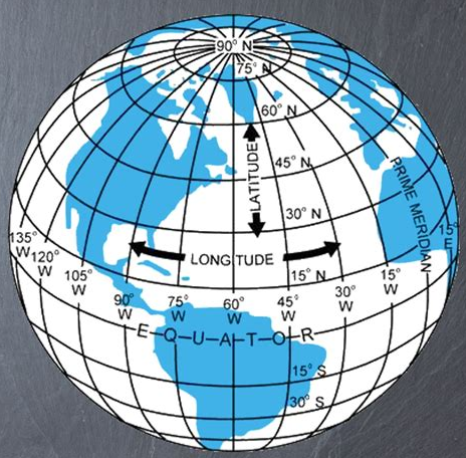 90° N
75° N
60° N
LATITUDE
45° N
PRIME MERIDIAN
30° N
15° E
135° W
120° W
LONGITUDE
105° W
15° N
15° W
90° W
75° W
60° W
45° W
30° W
E-Q-U-A-T-O-R
15° S
30° S